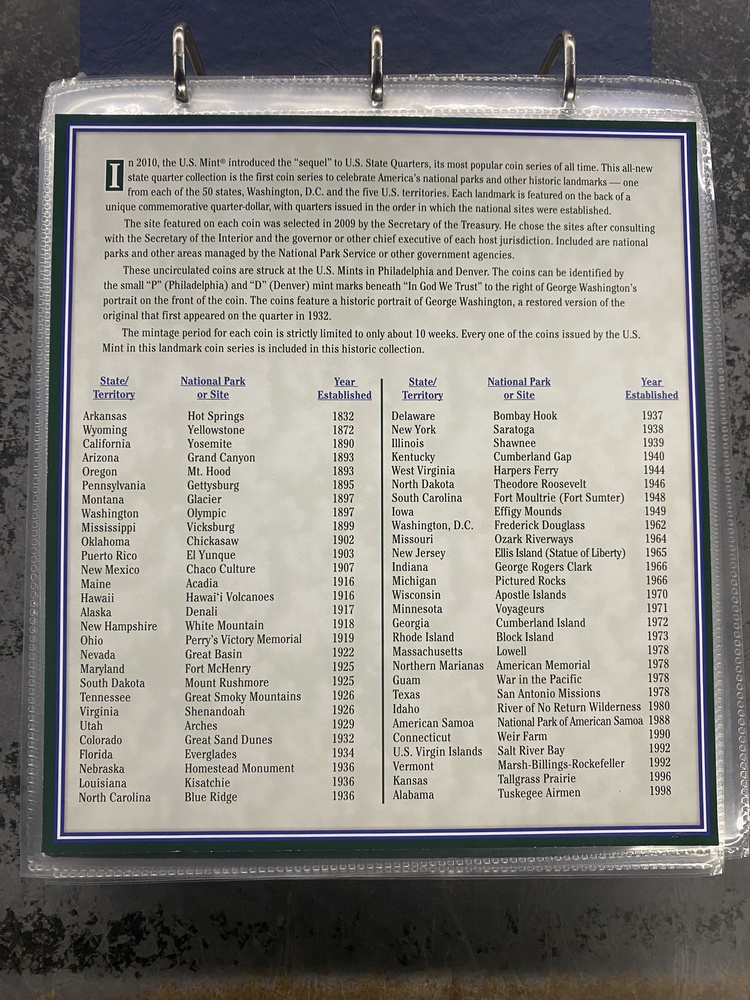 In 2010, the U.S. Mint® introduced the “sequel” to U.S. State Quarters, its most popular coin series of all time. This all-new
state quarter collection is the first coin series to celebrate America’s national parks and other historic landmarks — one
from each of the 50 states, Washington, D.C. and the five U.S. territories. Each landmark is featured on the back of a
unique commemorative quarter-dollar, with quarters issued in the order in which the national sites were established.
The site featured on each coin was selected in 2009 by the Secretary of the Treasury. He chose the sites after consulting
with the Secretary of the Interior and the governor or other chief executive of each host jurisdiction. Included are national
parks and other areas managed by the National Park Service or other government agencies.
These uncirculated coins are struck at the U.S. Mints in Philadelphia and Denver. The coins can be identified by
the small “P” (Philadelphia) and “D” (Denver) mint marks beneath “In God We Trust” to the right of George Washington’s
portrait on the front of the coin. The coins feature a historic portrait of George Washington, a restored version of the
original that first appeared on the quarter in 1932.
The mintage period for each coin is strictly limited to only about 10 weeks. Every one of the coins issued by the U.S.
Mint in this landmark coin series is included in this historic collection.
State/ National Park Year
Territory or Site Established
Arkansas Hot Springs 1832
Wyoming Yellowstone 1872
California Yosemite 1890
Arizona Grand Canyon 1893
Oregon Mt. Hood 1893
Pennsylvania Gettysburg 1895
Montana Glacier 1897
Washington Olympic 1897
Mississippi Vicksburg 1899
Oklahoma Chickasaw 1902
Puerto Rico El Yunque 1903
New Mexico Chaco Culture 1907
Maine Acadia 1916
Hawaii Hawai‘i Volcanoes 1916
Alaska Denali 1917
New Hampshire White Mountain 1918
Ohio Perry’s Victory Memorial 1919
Nevada Great Basin 1922
Maryland Fort McHenry 1925
South Dakota Mount Rushmore 1925
Tennessee Great Smoky Mountains 1926
Virginia Shenandoah 1926
Utah Arches 1929
Colorado Great Sand Dunes 1932
Florida Everglades 1934
Nebraska Homestead Monument 1936
Louisiana Kisatchie 1936
North Carolina Blue Ridge 1936
State/ National Park Year
Territory or Site Established
Delaware Bombay Hook 1937
New York Saratoga 1938
Illinois Shawnee 1939
Kentucky Cumberland Gap 1940
West Virginia Harpers Ferry 1944
North Dakota Theodore Roosevelt 1946
South Carolina Fort Moultrie (Fort Sumter) 1948
Iowa Effigy Mounds 1949
Washington, D.C. Frederick Douglass 1962
Missouri Ozark Riverways 1964
New Jersey Ellis Island (Statue of Liberty) 1965
Indiana George Rogers Clark 1966
Michigan Pictured Rocks 1966
Wisconsin Apostle Islands 1970
Minnesota Voyageurs 1971
Georgia Cumberland Island 1972
Rhode Island Block Island 1973
Massachusetts Lowell 1978
Northern Marianas American Memorial 1978
Guam War in the Pacific 1978
Texas San Antonio Missions 1978
Idaho River of No Return Wilderness 1980
American Samoa National Park of American Samoa 1988
Connecticut Weir Farm 1990
U.S. Virgin Islands Salt River Bay 1992
Vermont Marsh-Billings-Rockefeller 1992
Kansas Tallgrass Prairie 1996
Alabama Tuskegee Airmen 1998